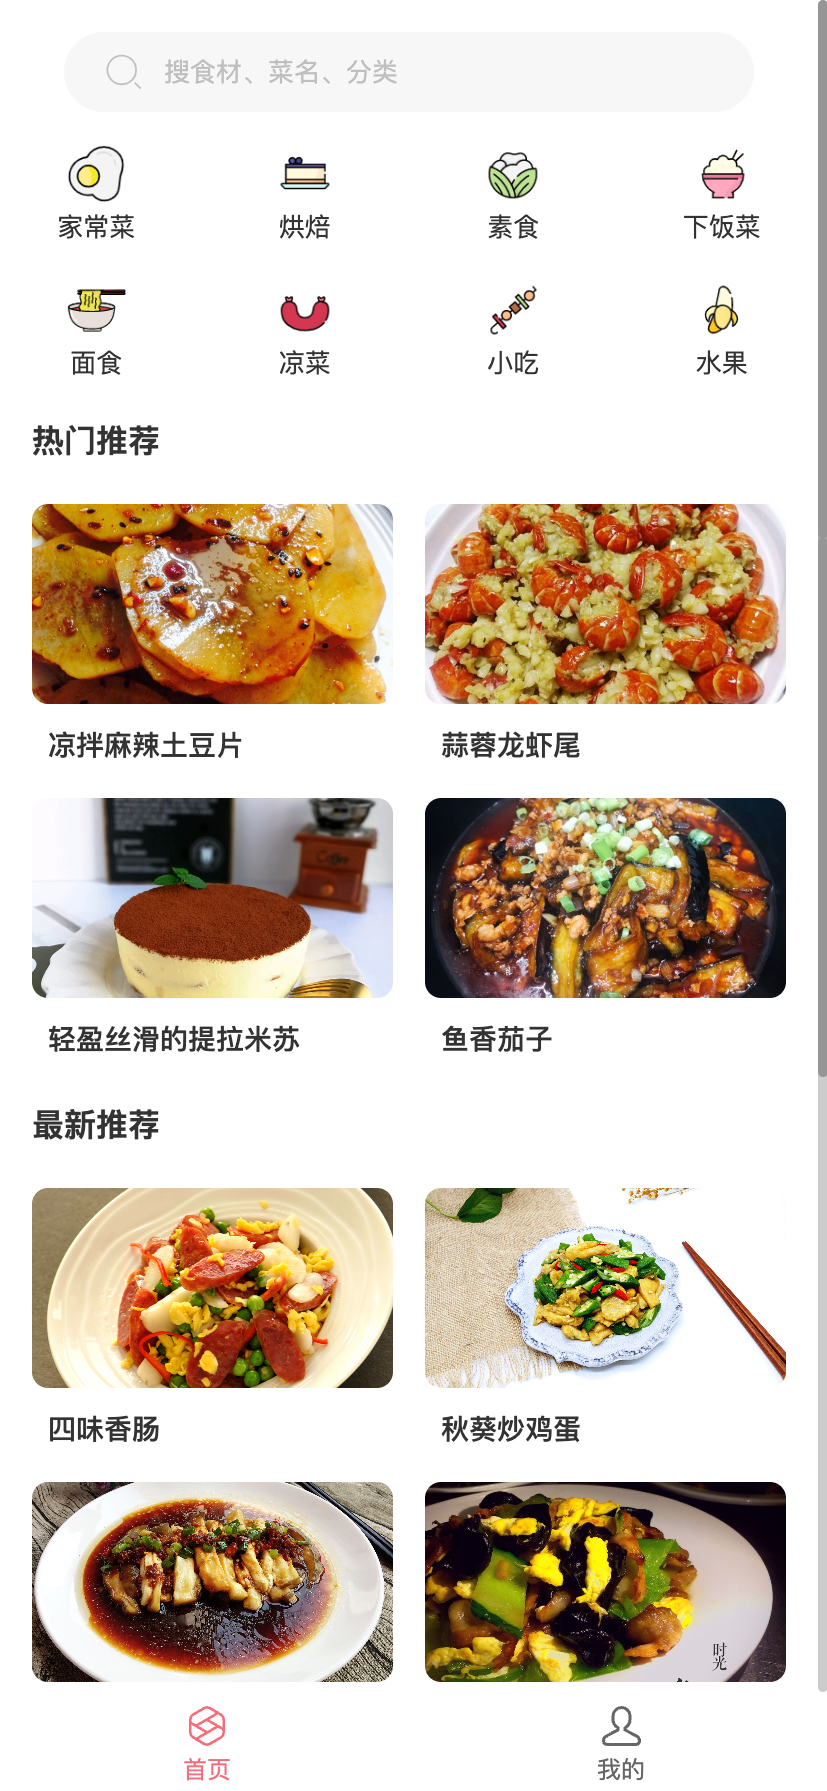 搜食材、菜名、分类
家常菜
烘焙
素食
下饭菜
面食
凉菜
小吃
水果
热门推荐
凉拌麻辣土豆片
蒜蓉龙虾尾
Coffee
轻盈丝滑的提拉米苏
鱼香茄子
最新推荐
四味香肠
秋葵炒鸡蛋
时光
首页
我的